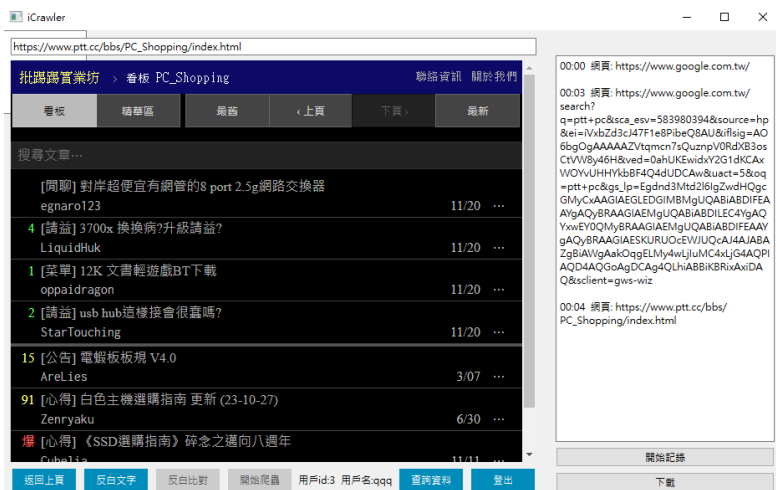 iCrawler
https://www.ptt.cc/bbs/PC_Shopping/index.html
批踢踢實業坊 › 看板 PC_Shopping 聯絡資訊 關於我們
看板 精華區 最舊 ‹ 上頁 下頁 › 最新
搜尋文章⋯
[閒聊] 對岸超便宜有網管的8 port 2.5g網路交換器
egnaro123 11/20 ⋯
4 [請益] 3700x 換換病?升級請益?
LiquidHuk 11/20 ⋯
1 [菜單] 12K 文書輕遊戲BT下載
oppaidragon 11/20 ⋯
2 [請益] usb hub這樣接會很蠢嗎?
StarTouching 11/20 ⋯
15 [公告] 電蝦板板規 V4.0
AreLies 3/07 ⋯
91 [心得] 白色主機選購指南 更新 (23-10-27)
Zenryaku 6/30 ⋯
爆 [心得] 《SSD選購指南》碎念之邁向八週年
Cubelia 11/11 ⋯
返回上頁 反白文字 反白比對 開始爬蟲 用戶id:3 用戶名:qqq 查詢資料 登出
00:00 網頁: https://www.google.com.tw/
00:03 網頁: https://www.google.com.tw/
search?
q=ptt+pc&sca_esv=583980394&source=hp
&ei=iVxbZd3cJ47F1e8PibeQ8AU&iflsig=AO
6bgOgAAAAAZVtqmcn7sQuznpV0RdXB3os
CtVW8y46H&ved=0ahUKEwidxY2G1dKCAx
WOYvUHHYkbBF4Q4dUDCAw&uact=5&oq
=ptt+pc&gs_lp=Egdnd3Mtd2l6IgZwdHQgc
GMyCxAAGIAEGLEDGIMBMgUQABiABDIFEA
AYgAQyBRAAGIAEMgUQABiABDILEC4YgAQ
YxwEY0QMyBRAAGIAEMgUQABiABDIFEAAY
gAQyBRAAGIAESKURUOcEWJUQcAJ4AJABA
ZgBiAWgAakOqgELMy4wLjIuMC4xLjG4AQPI
AQD4AQGoAgDCAg4QLhiABBiKBRixAxiDA
Q&sclient=gws-wiz
00:04 網頁: https://www.ptt.cc/bbs/
PC_Shopping/index.html
開始記錄
下載